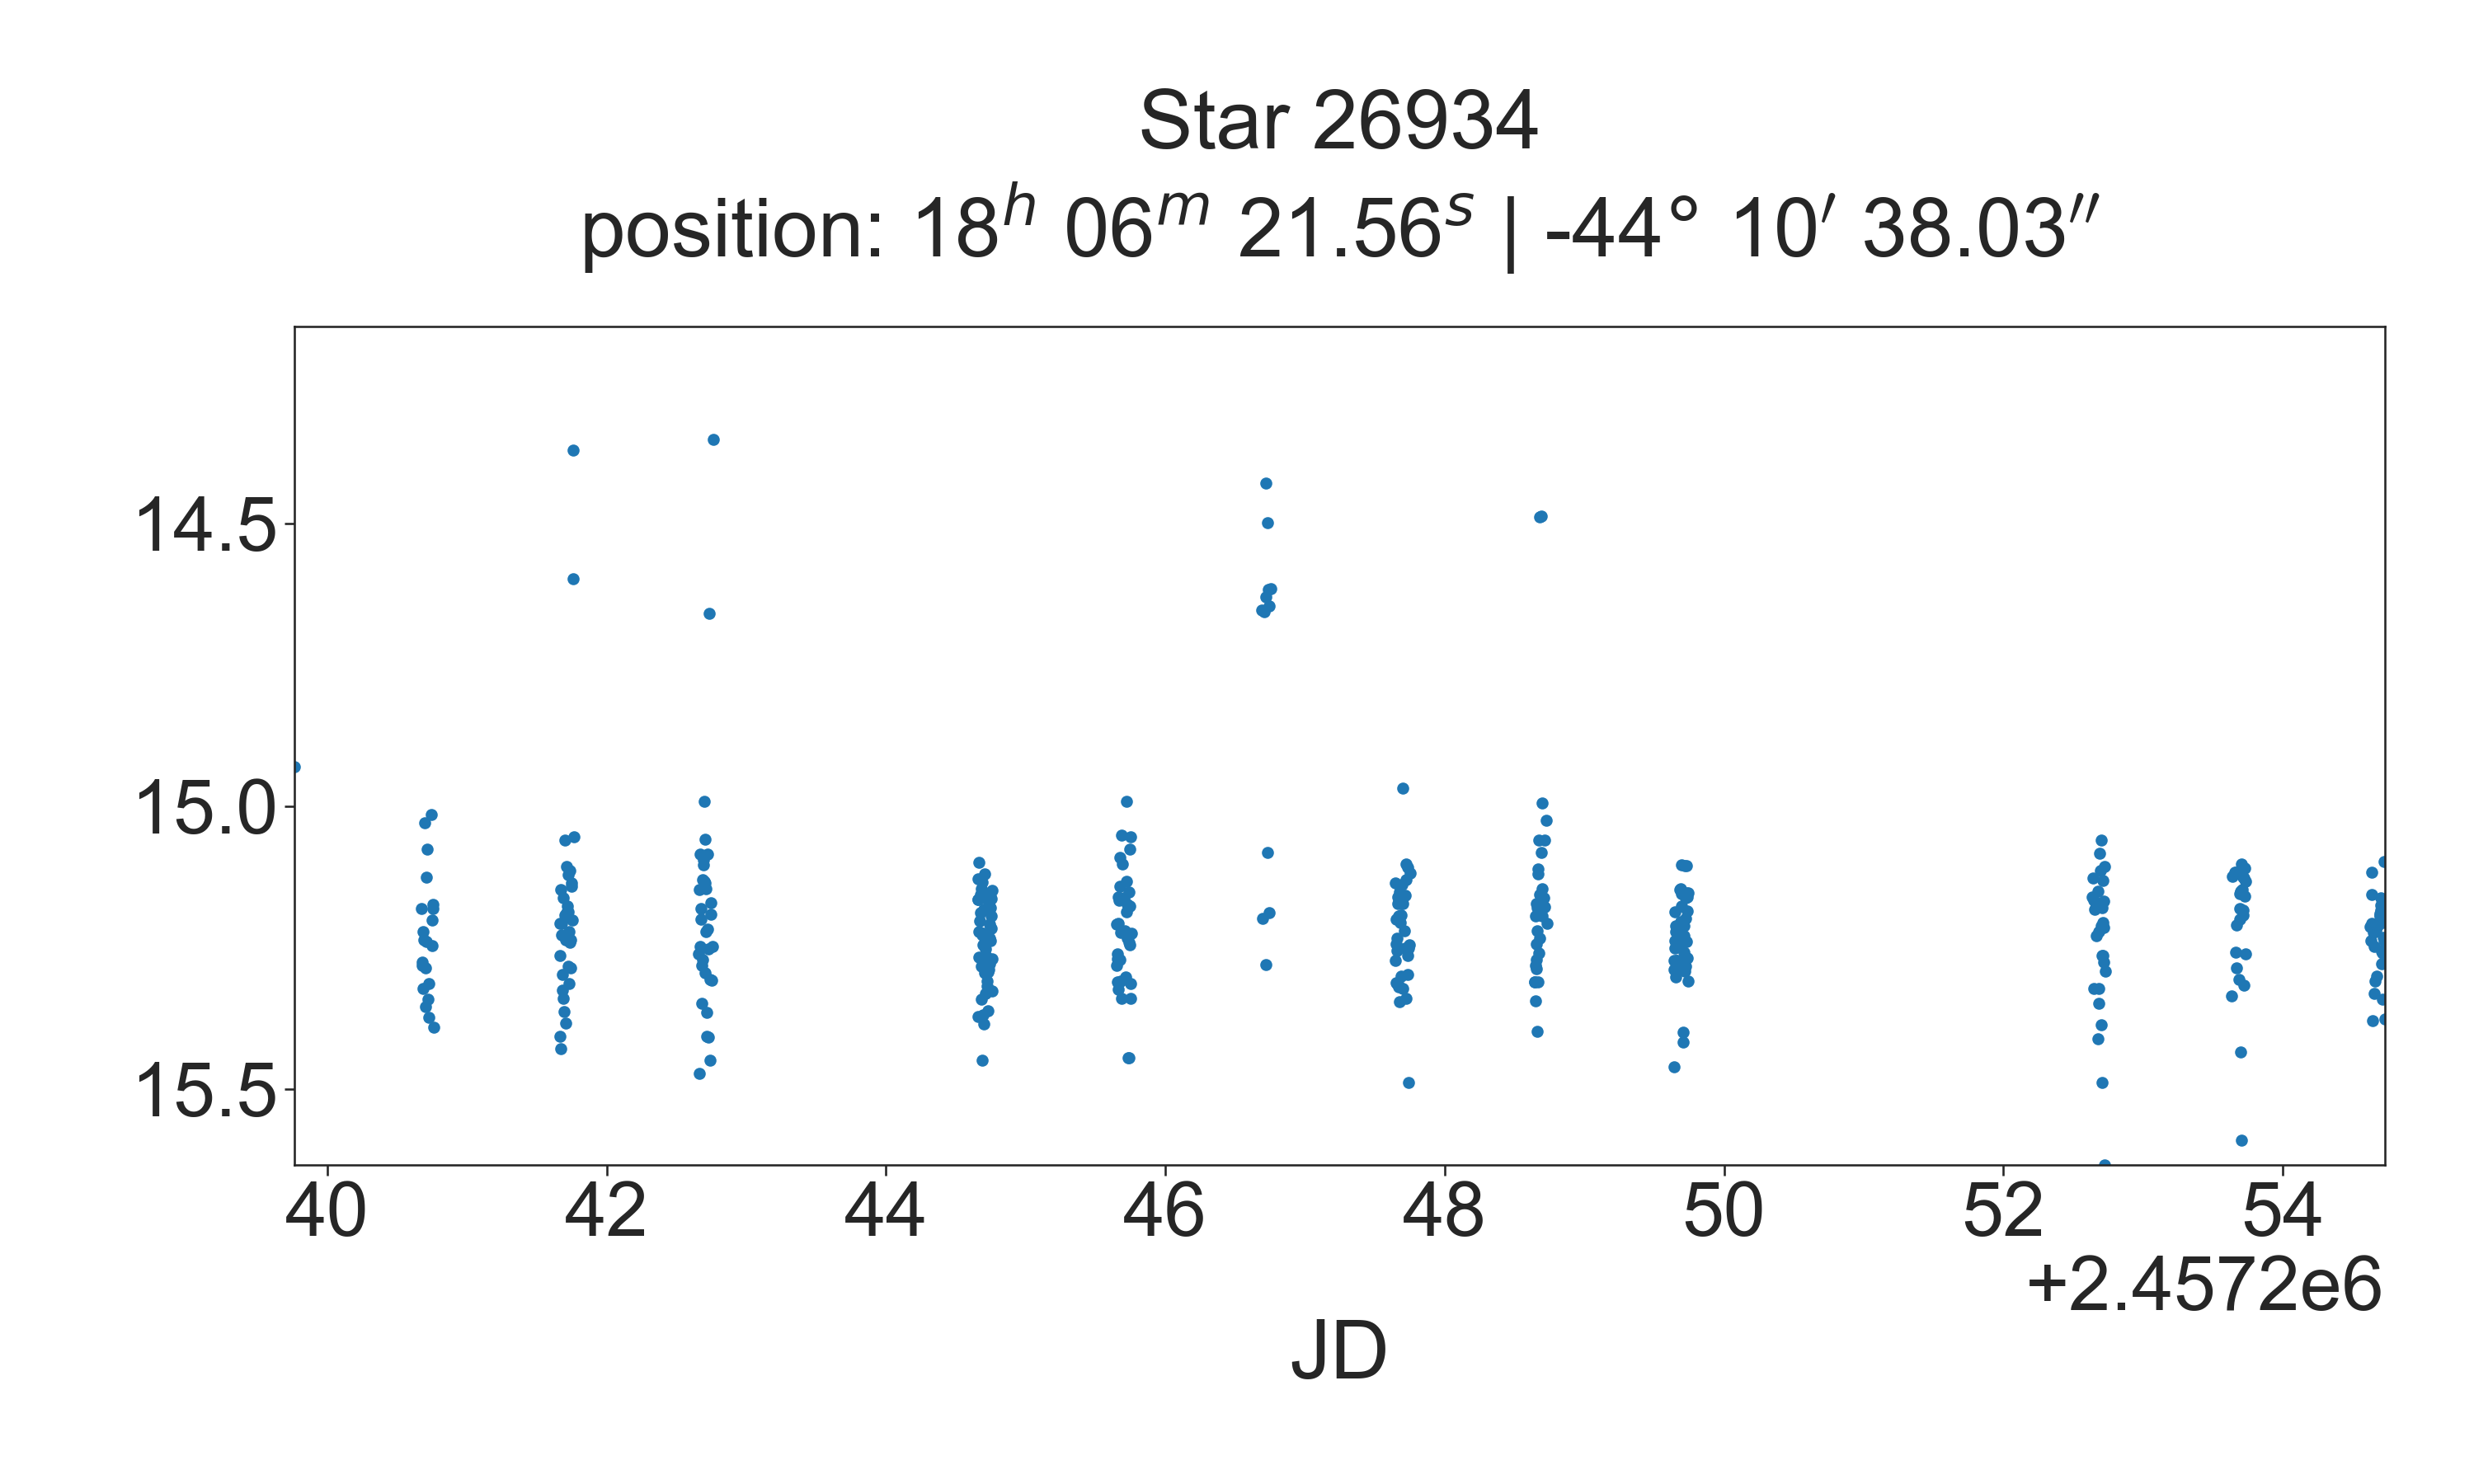 Star 26934
position: 18ʰ 06ᵐ 21.56ˢ | -44° 10′ 38.03″
14.5
15.0
15.5
40 42 44 46 48 50 52 54
+2.4572e6
JD